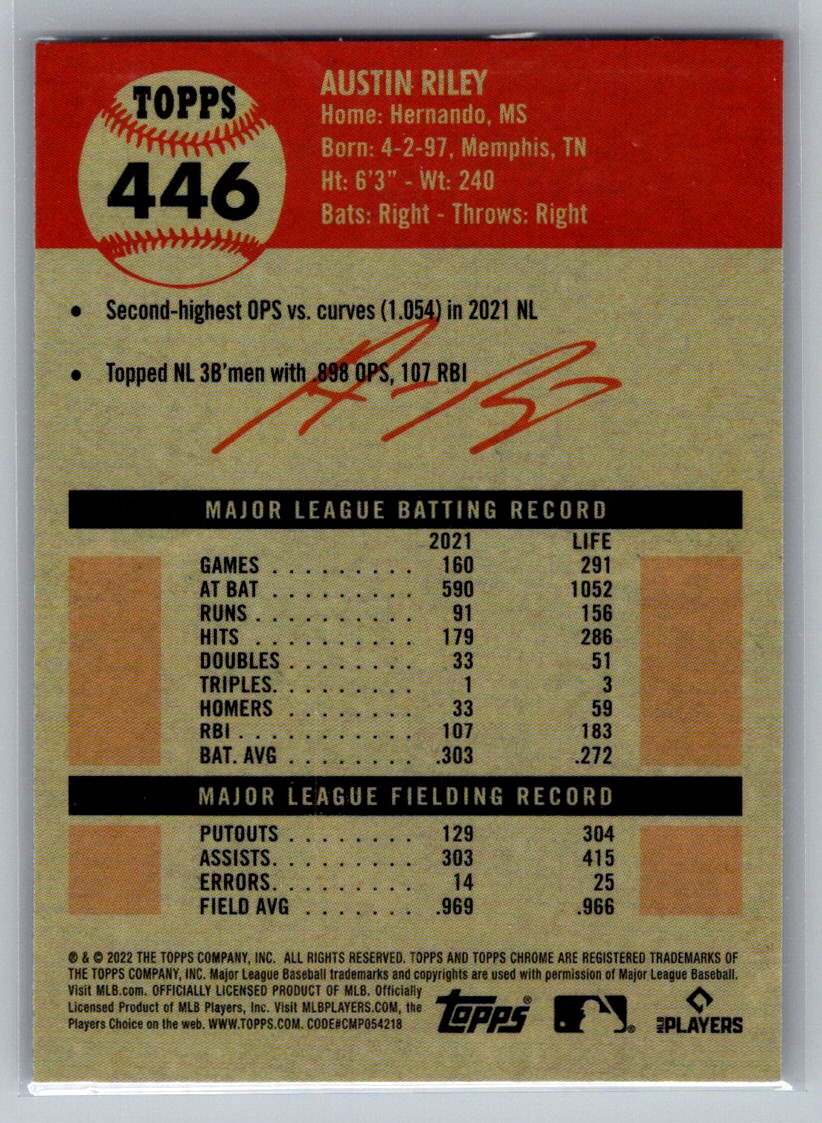 TOPPS
446
AUSTIN RILEY
Home: Hernando, MS
Born: 4-2-97, Memphis, TN
Ht: 6'3" - Wt: 240
Bats: Right - Throws: Right
• Second-highest OPS vs. curves (1.054) in 2021 NL
• Topped NL 3B'men with .898 OPS, 107 RBI
MAJOR LEAGUE BATTING RECORD
2021 LIFE
GAMES . . . . . . . . . 160 291
AT BAT . . . . . . . . . 590 1052
RUNS . . . . . . . . . . 91 156
HITS . . . . . . . . . . 179 286
DOUBLES . . . . . . . . 33 51
TRIPLES. . . . . . . . . 1 3
HOMERS . . . . . . . . 33 59
RBI . . . . . . . . . . . 107 183
BAT. AVG . . . . . . . . .303 .272
MAJOR LEAGUE FIELDING RECORD
PUTOUTS . . . . . . . . 129 304
ASSISTS. . . . . . . . . 303 415
ERRORS. . . . . . . . . 14 25
FIELD AVG . . . . . . . .969 .966
® & © 2022 THE TOPPS COMPANY, INC. ALL RIGHTS RESERVED. TOPPS AND TOPPS CHROME ARE REGISTERED TRADEMARKS OF
THE TOPPS COMPANY, INC. Major League Baseball trademarks and copyrights are used with permission of Major League Baseball.
Visit MLB.com. OFFICIALLY LICENSED PRODUCT OF MLB. Officially
Licensed Product of MLB Players, Inc. Visit MLBPLAYERS.COM, the
Players Choice on the web. WWW.TOPPS.COM. CODE#CMP054218
Topps®
MLB PLAYERS